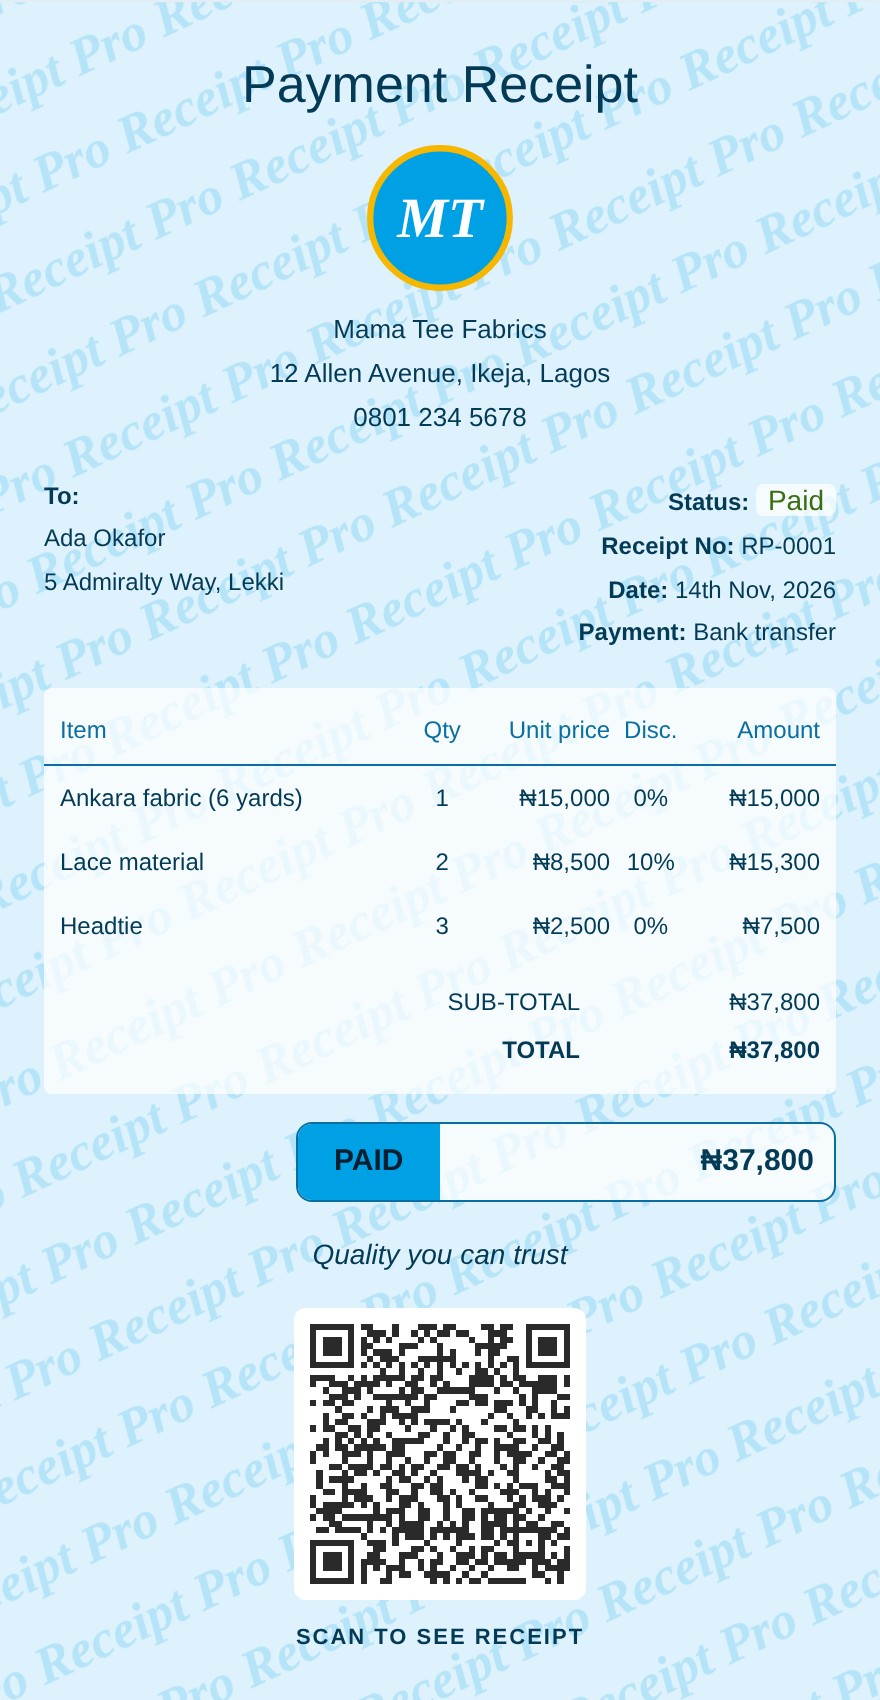 Payment Receipt
MT
Mama Tee Fabrics
12 Allen Avenue, Ikeja, Lagos
0801 234 5678
To:
Ada Okafor
5 Admiralty Way, Lekki
Status: Paid
Receipt No: RP-0001
Date: 14th Nov, 2026
Payment: Bank transfer
Item Qty Unit price Disc. Amount
Ankara fabric (6 yards) 1 ₦15,000 0% ₦15,000
Lace material 2 ₦8,500 10% ₦15,300
Headtie 3 ₦2,500 0% ₦7,500
SUB-TOTAL ₦37,800
TOTAL ₦37,800
PAID ₦37,800
Quality you can trust
SCAN TO SEE RECEIPT
Receipt Pro